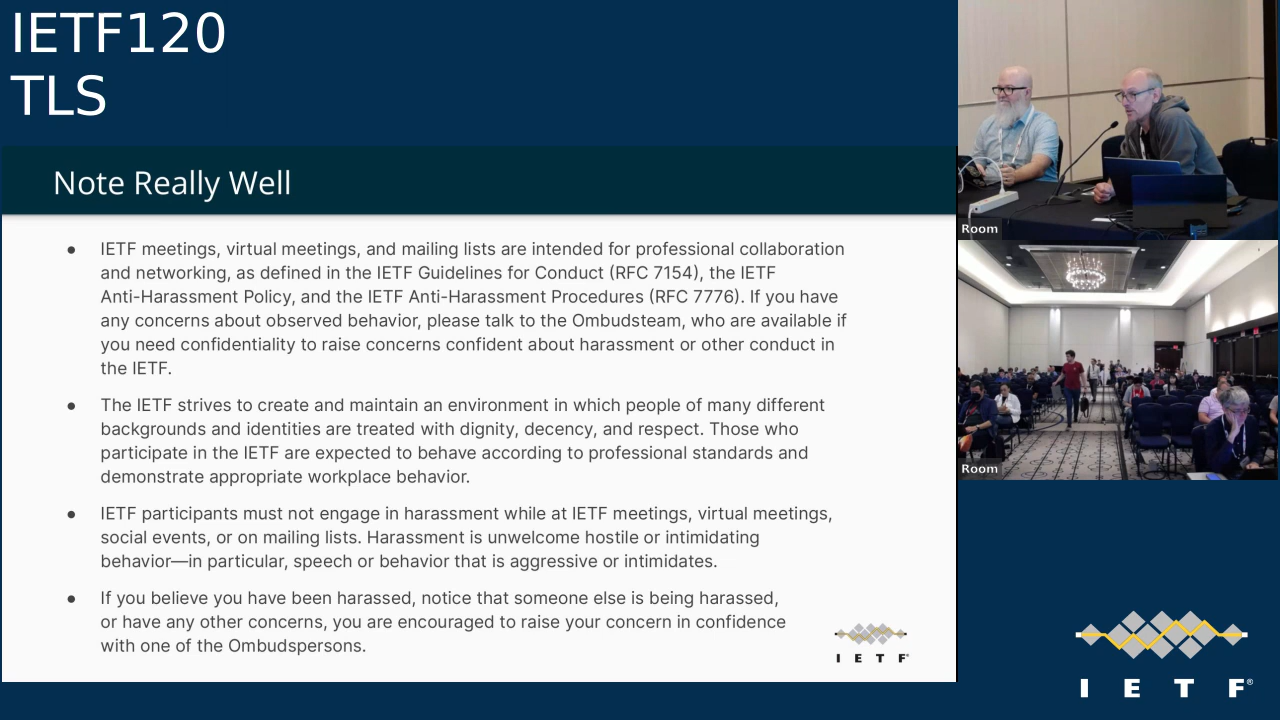 IETF120
TLS
Note Really Well
● IETF meetings, virtual meetings, and mailing lists are intended for professional collaboration
and networking, as defined in the IETF Guidelines for Conduct (RFC 7154), the IETF
Anti-Harassment Policy, and the IETF Anti-Harassment Procedures (RFC 7776). If you have
any concerns about observed behavior, please talk to the Ombudsteam, who are available if
you need confidentiality to raise concerns confident about harassment or other conduct in
the IETF.
● The IETF strives to create and maintain an environment in which people of many different
backgrounds and identities are treated with dignity, decency, and respect. Those who
participate in the IETF are expected to behave according to professional standards and
demonstrate appropriate workplace behavior.
● IETF participants must not engage in harassment while at IETF meetings, virtual meetings,
social events, or on mailing lists. Harassment is unwelcome hostile or intimidating
behavior—in particular, speech or behavior that is aggressive or intimidates.
● If you believe you have been harassed, notice that someone else is being harassed,
or have any other concerns, you are encouraged to raise your concern in confidence
with one of the Ombudspersons.
I E T F®
Room
Room
I E T F®